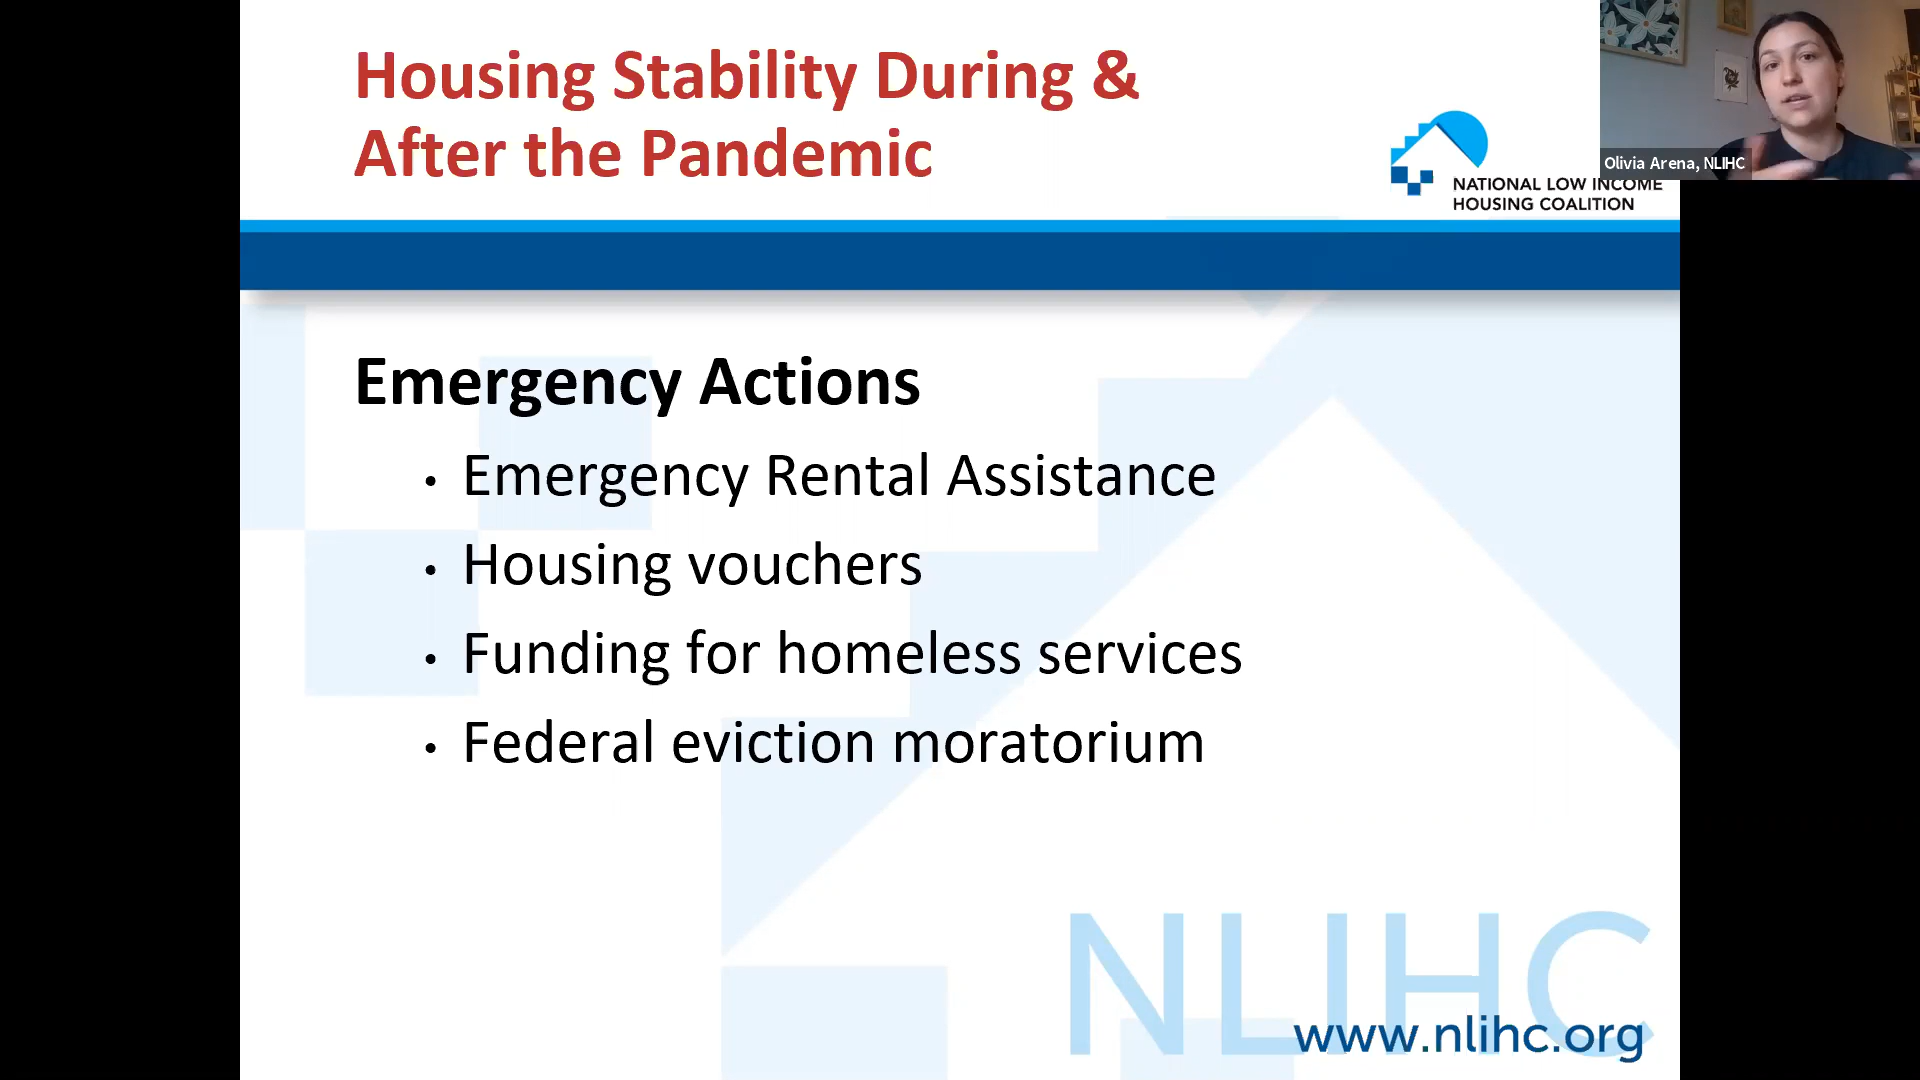 Housing Stability During &
After the Pandemic
NATIONAL LOW INCOME
HOUSING COALITION
Olivia Arena, NLIHC
Emergency Actions
• Emergency Rental Assistance
• Housing vouchers
• Funding for homeless services
• Federal eviction moratorium
NLIHC
www.nlihc.org